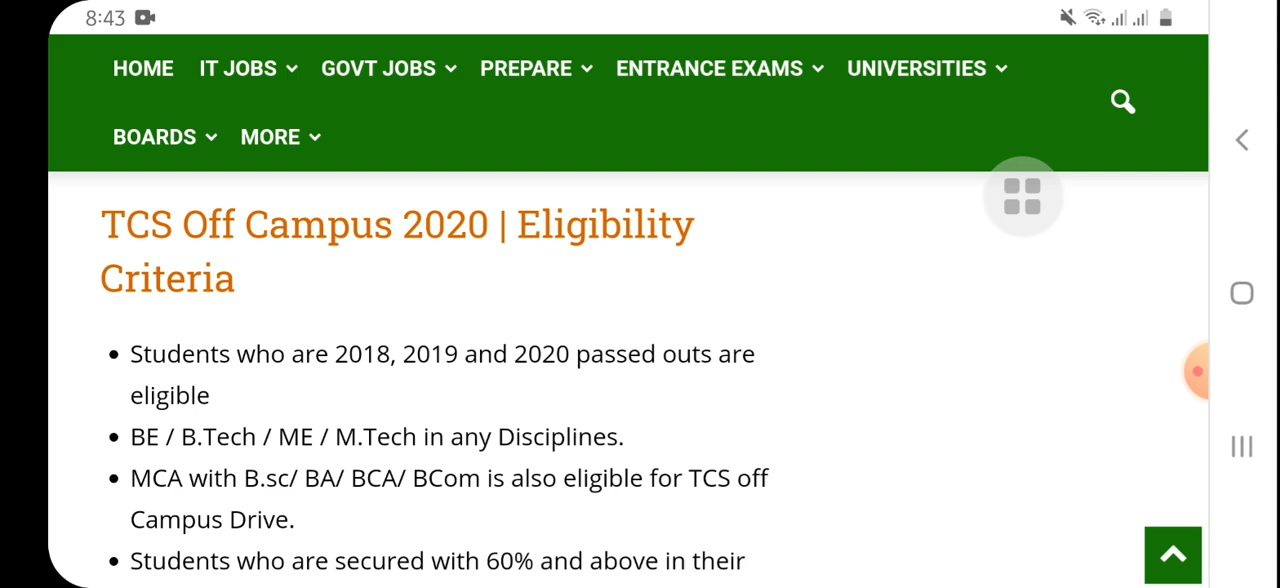 8:43
HOME IT JOBS GOVT JOBS PREPARE ENTRANCE EXAMS UNIVERSITIES
BOARDS MORE
TCS Off Campus 2020 | Eligibility
Criteria
• Students who are 2018, 2019 and 2020 passed outs are
eligible
• BE / B.Tech / ME / M.Tech in any Disciplines.
• MCA with B.sc/ BA/ BCA/ BCom is also eligible for TCS off
Campus Drive.
• Students who are secured with 60% and above in their